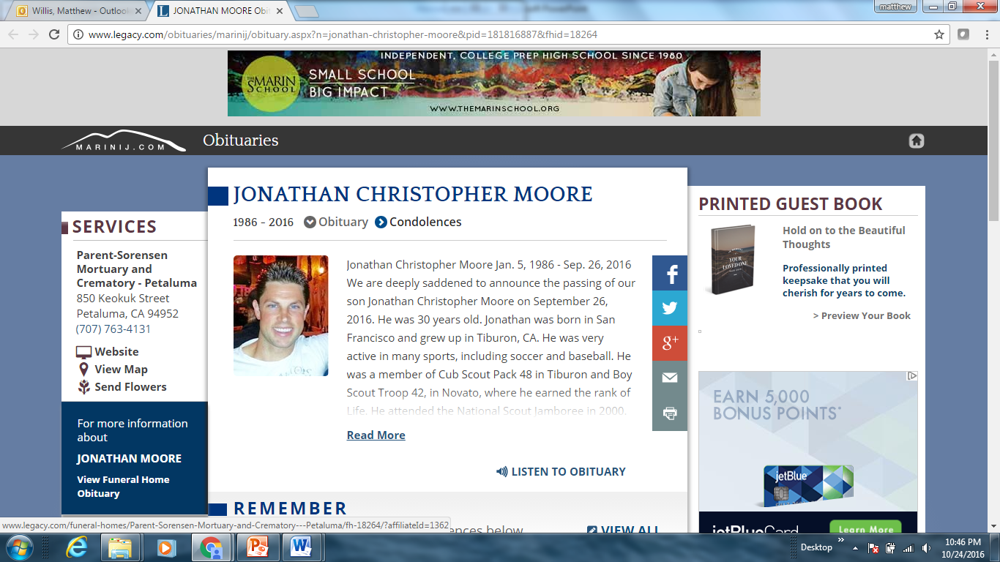 Willis, Matthew - Outlook
JONATHAN MOORE Obi
matthew
www.legacy.com/obituaries/marinij/obituary.aspx?n=jonathan-christopher-moore&pid=181816887&fhid=18264
INDEPENDENT, COLLEGE PREP HIGH SCHOOL SINCE 1980
THE MARIN SCHOOL
SMALL SCHOOL
BIG IMPACT
WWW.THEMARINSCHOOL.ORG
MARINIJ.COM
Obituaries
SERVICES
Parent-Sorensen
Mortuary and
Crematory - Petaluma
850 Keokuk Street
Petaluma, CA 94952
(707) 763-4131
Website
View Map
Send Flowers
For more information
about
JONATHAN MOORE
View Funeral Home
Obituary
JONATHAN CHRISTOPHER MOORE
1986 - 2016 Obituary Condolences
Jonathan Christopher Moore Jan. 5, 1986 - Sep. 26, 2016
We are deeply saddened to announce the passing of our
son Jonathan Christopher Moore on September 26,
2016. He was 30 years old. Jonathan was born in San
Francisco and grew up in Tiburon, CA. He was very
active in many sports, including soccer and baseball. He
was a member of Cub Scout Pack 48 in Tiburon and Boy
Scout Troop 42, in Novato, where he earned the rank of
Life. He attended the National Scout Jamboree in 2000.
Read More
LISTEN TO OBITUARY
REMEMBER
ences below
VIEW ALL
PRINTED GUEST BOOK
YOUR LOVED ONE
Hold on to the Beautiful
Thoughts
Professionally printed
keepsake that you will
cherish for years to come.
> Preview Your Book
EARN 5,000
BONUS POINTS*
jetBlue
jetBlueCard
Learn More
www.legacy.com/funeral-homes/Parent-Sorensen-Mortuary-and-Crematory---Petaluma/fh-18264/?affiliateId=1362
Desktop
10:46 PM
10/24/2016